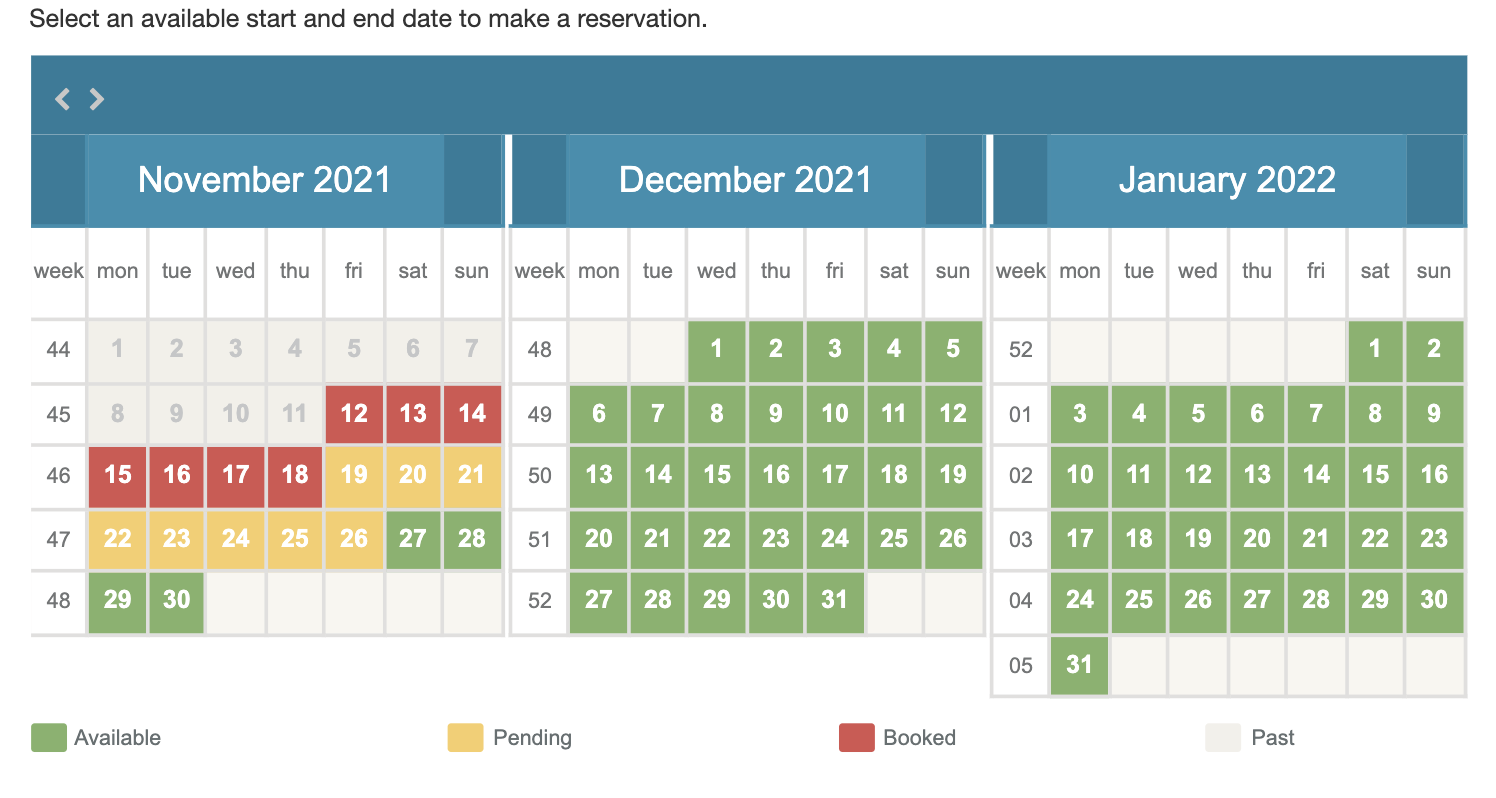 Select an available start and end date to make a reservation.
November 2021
week mon tue wed thu fri sat sun
44 1 2 3 4 5 6 7
45 8 9 10 11 12 13 14
46 15 16 17 18 19 20 21
47 22 23 24 25 26 27 28
48 29 30
December 2021
week mon tue wed thu fri sat sun
48 1 2 3 4 5
49 6 7 8 9 10 11 12
50 13 14 15 16 17 18 19
51 20 21 22 23 24 25 26
52 27 28 29 30 31
January 2022
week mon tue wed thu fri sat sun
52 1 2
01 3 4 5 6 7 8 9
02 10 11 12 13 14 15 16
03 17 18 19 20 21 22 23
04 24 25 26 27 28 29 30
05 31
Available Pending Booked Past